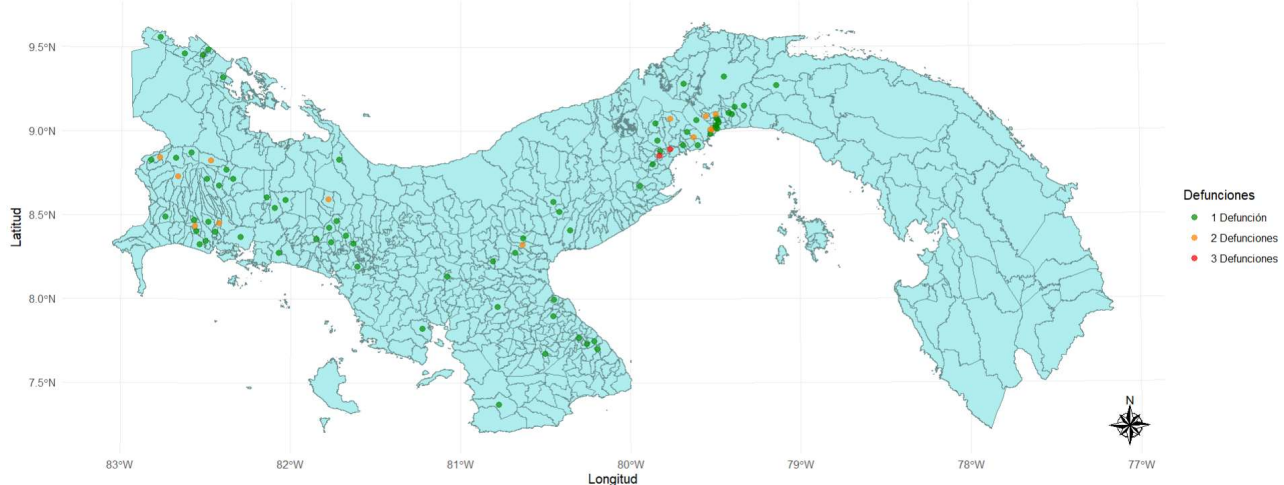 9.5°N
9.0°N
8.5°N
8.0°N
7.5°N
Latitud
83°W
82°W
81°W
80°W
79°W
78°W
77°W
Longitud
N
Defunciones
1 Defunción
2 Defunciones
3 Defunciones